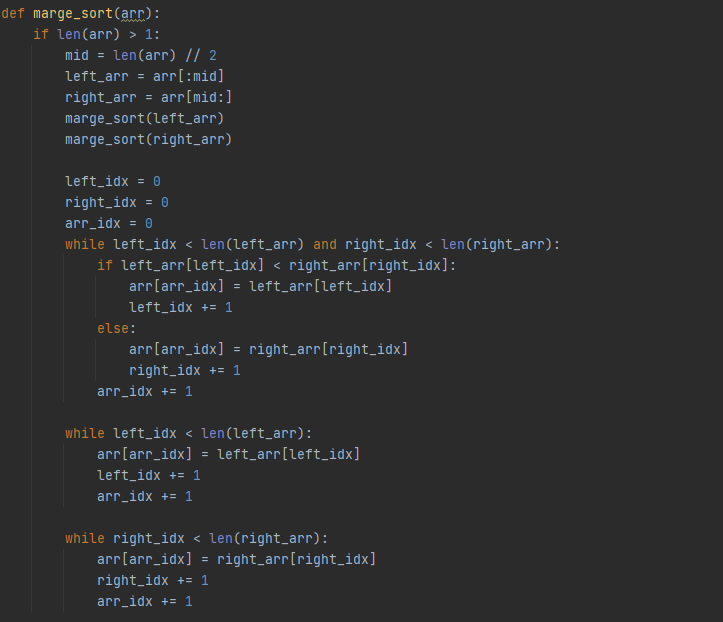 def marge_sort(arr):
    if len(arr) > 1:
        mid = len(arr) // 2
        left_arr = arr[:mid]
        right_arr = arr[mid:]
        marge_sort(left_arr)
        marge_sort(right_arr)

        left_idx = 0
        right_idx = 0
        arr_idx = 0
        while left_idx < len(left_arr) and right_idx < len(right_arr):
            if left_arr[left_idx] < right_arr[right_idx]:
                arr[arr_idx] = left_arr[left_idx]
                left_idx += 1
            else:
                arr[arr_idx] = right_arr[right_idx]
                right_idx += 1
            arr_idx += 1

        while left_idx < len(left_arr):
            arr[arr_idx] = left_arr[left_idx]
            left_idx += 1
            arr_idx += 1

        while right_idx < len(right_arr):
            arr[arr_idx] = right_arr[right_idx]
            right_idx += 1
            arr_idx += 1